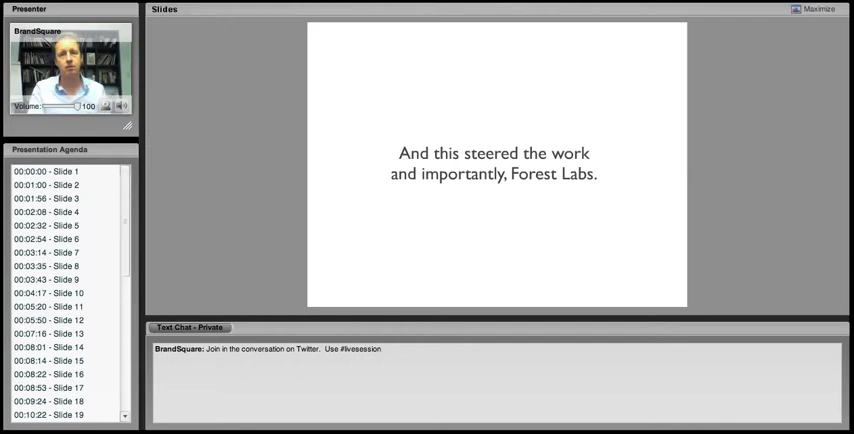 Presenter
BrandSquare
Volume: 100
Presentation Agenda
00:00:00 - Slide 1
00:01:00 - Slide 2
00:01:56 - Slide 3
00:02:08 - Slide 4
00:02:32 - Slide 5
00:02:54 - Slide 6
00:03:14 - Slide 7
00:03:35 - Slide 8
00:03:43 - Slide 9
00:04:17 - Slide 10
00:05:20 - Slide 11
00:05:50 - Slide 12
00:07:16 - Slide 13
00:08:01 - Slide 14
00:08:14 - Slide 15
00:08:22 - Slide 16
00:08:53 - Slide 17
00:09:24 - Slide 18
00:10:22 - Slide 19
Slides
Maximize
And this steered the work
and importantly, Forest Labs.
Text Chat - Private
BrandSquare: Join in the conversation on Twitter. Use #livesession